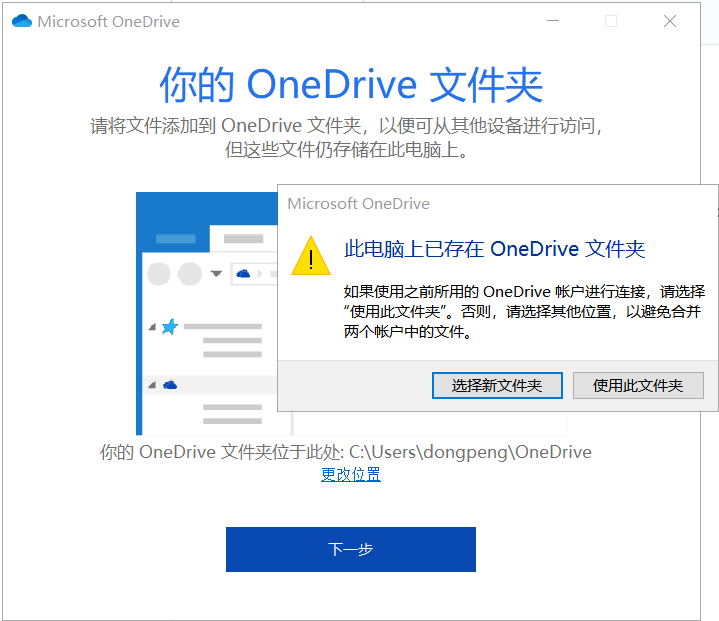 Microsoft OneDrive
你的 OneDrive 文件夹
请将文件添加到 OneDrive 文件夹，以便可从其他设备进行访问，
但这些文件仍存储在此电脑上。
Microsoft OneDrive
此电脑上已存在 OneDrive 文件夹
如果使用之前所用的 OneDrive 帐户进行连接，请选择
“使用此文件夹”。否则，请选择其他位置，以避免合并
两个帐户中的文件。
选择新文件夹 使用此文件夹
你的 OneDrive 文件夹位于此处: C:\Users\dongpeng\OneDrive
更改位置
下一步